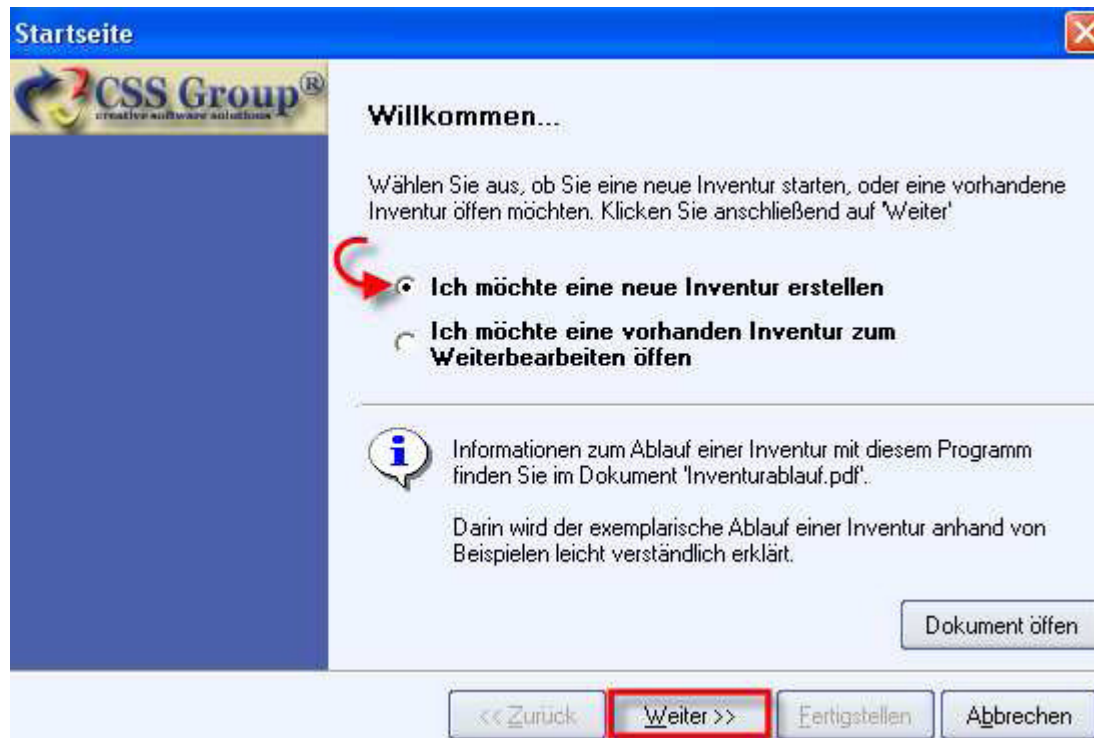 Startseite
CSS Group®
creative software solutions
Willkommen...
Wählen Sie aus, ob Sie eine neue Inventur starten, oder eine vorhandene
Inventur öffen möchten. Klicken Sie anschließend auf 'Weiter'
Ich möchte eine neue Inventur erstellen
Ich möchte eine vorhanden Inventur zum
Weiterbearbeiten öffen
Informationen zum Ablauf einer Inventur mit diesem Programm
finden Sie im Dokument 'Inventurablauf.pdf'.
Darin wird der exemplarische Ablauf einer Inventur anhand von
Beispielen leicht verständlich erklärt.
Dokument öffen
<< Zurück Weiter >> Fertigstellen Abbrechen